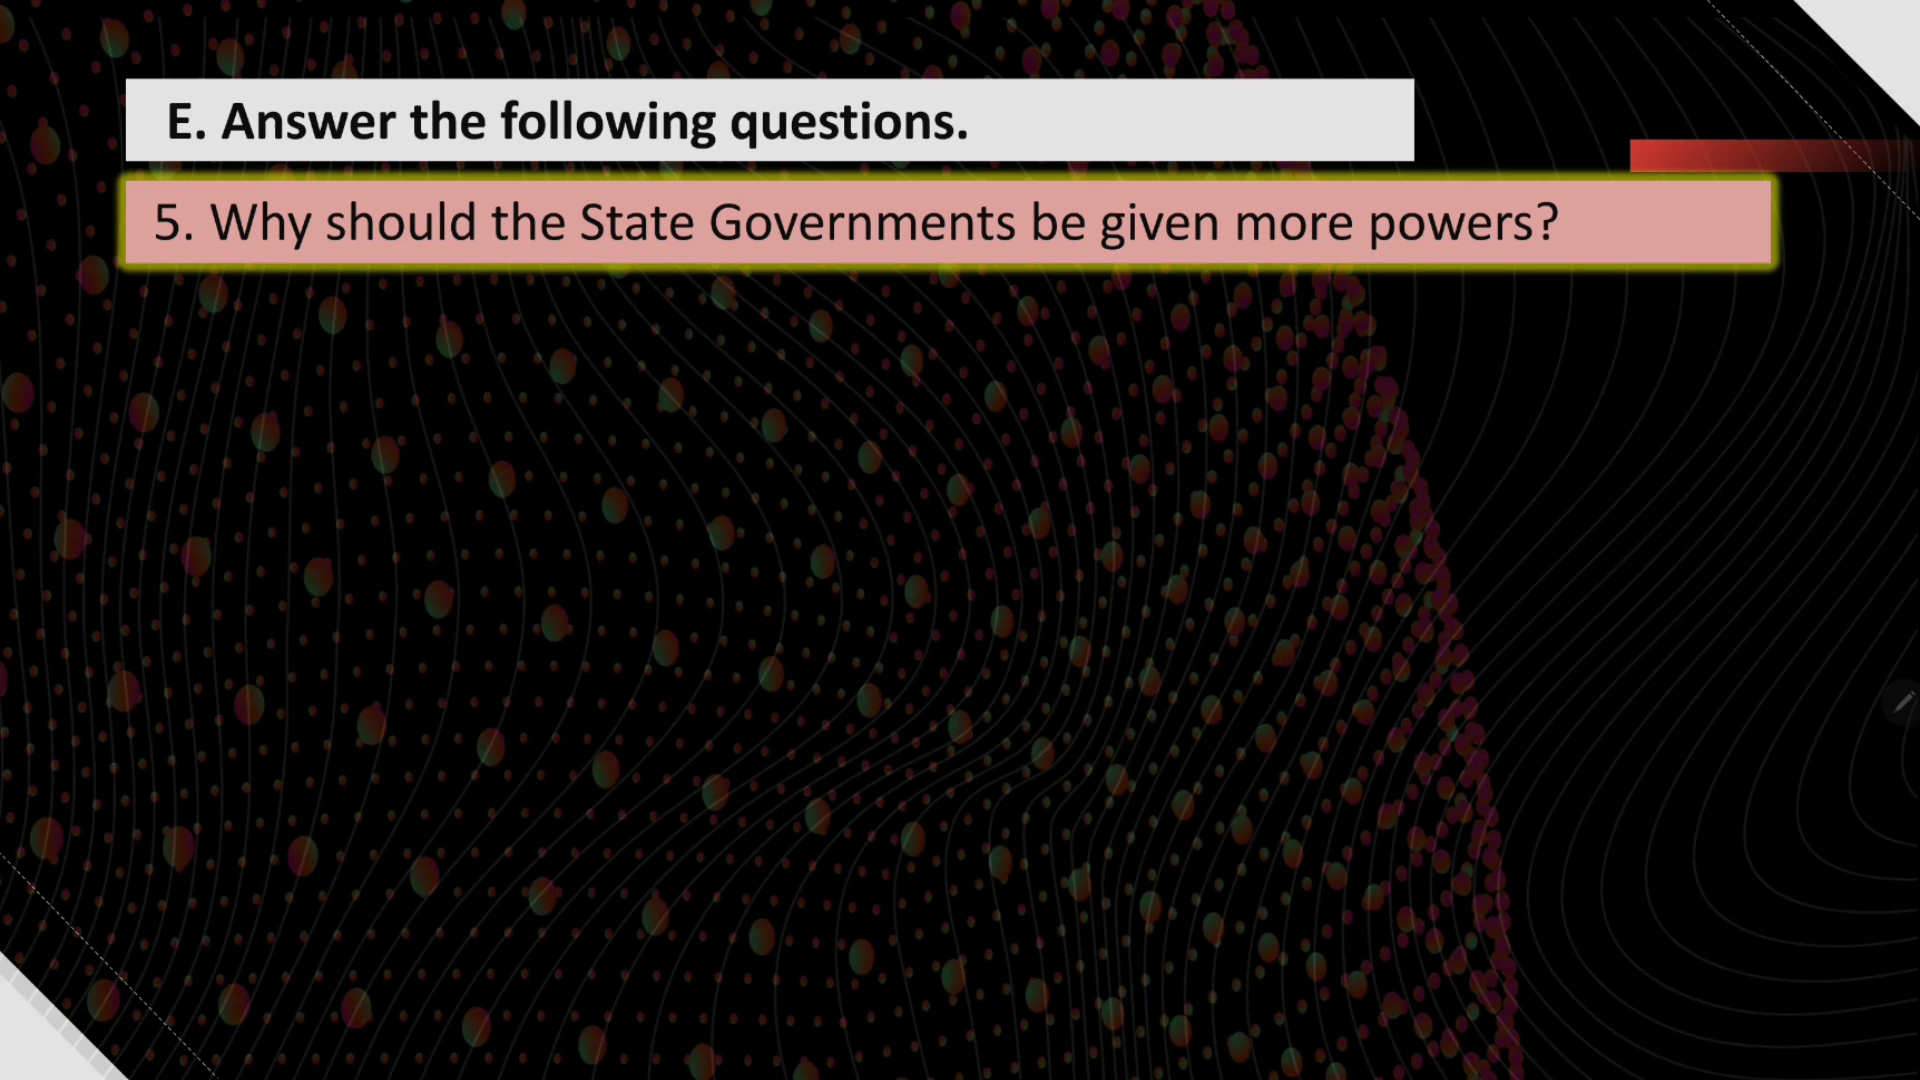 E. Answer the following questions.
5. Why should the State Governments be given more powers?